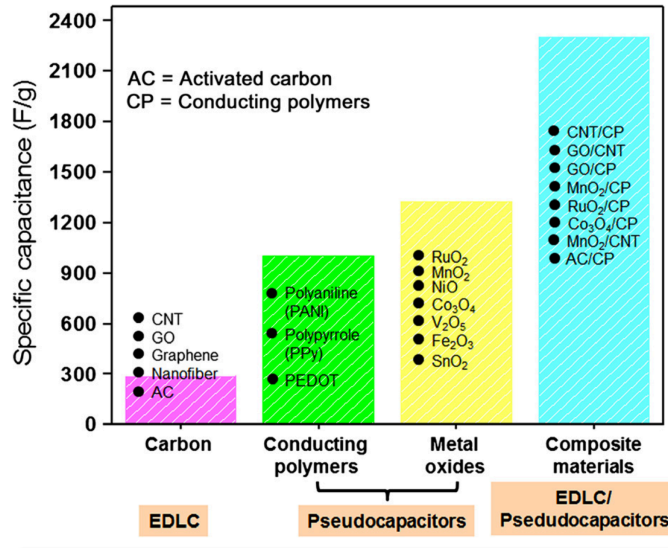 Specific capacitance (F/g)
2400
2100
1800
1500
1200
900
600
300
0
AC = Activated carbon
CP = Conducting polymers
● CNT
● GO
● Graphene
● Nanofiber
● AC
● Polyaniline
(PANI)
● Polypyrrole
(PPy)
● PEDOT
● RuO₂
● MnO₂
● NiO
● Co₃O₄
● V₂O₅
● Fe₂O₃
● SnO₂
● CNT/CP
● GO/CNT
● GO/CP
● MnO₂/CP
● RuO₂/CP
● Co₃O₄/CP
● MnO₂/CNT
● AC/CP
Carbon
Conducting
polymers
Metal
oxides
Composite
materials
EDLC
Pseudocapacitors
EDLC/
Psedudocapacitors